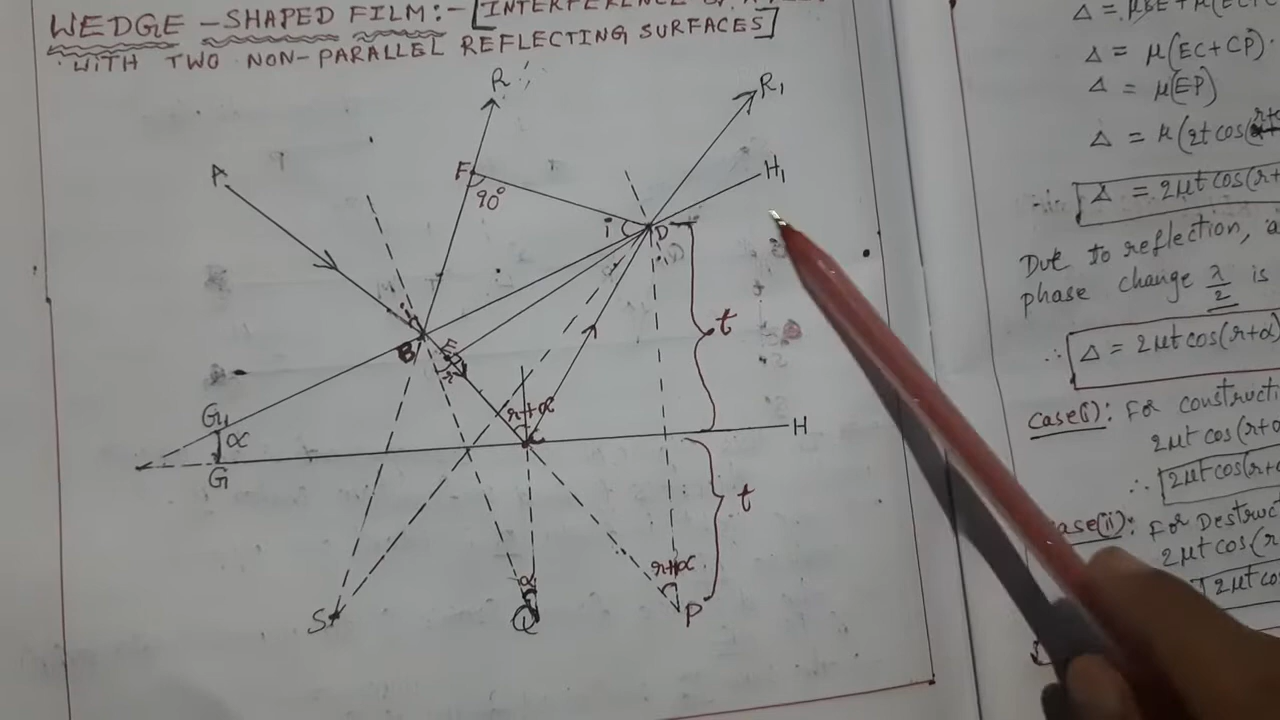 WEDGE - SHAPED FILM:- [INTERFERENCE
WITH TWO NON-PARALLEL REFLECTING SURFACES]
R
R1
A
F
90°
H1
i
D
i
B
E
r
t
G1
α
r+α
C
H
G
t
r+α
S
Q
P
Δ = μ(EC+CP)
Δ = μ(EP)
Δ = μ(2t cos(
∴ Δ = 2μt cos(r+
Due to reflection, a
phase change λ/2 is
∴ Δ = 2μt cos(r+α)
Case(i): For constructi
2μt cos(r+α
∴ 2μt cos(r+α
Case(ii): For Destruc
2μt cos(r
2μt co